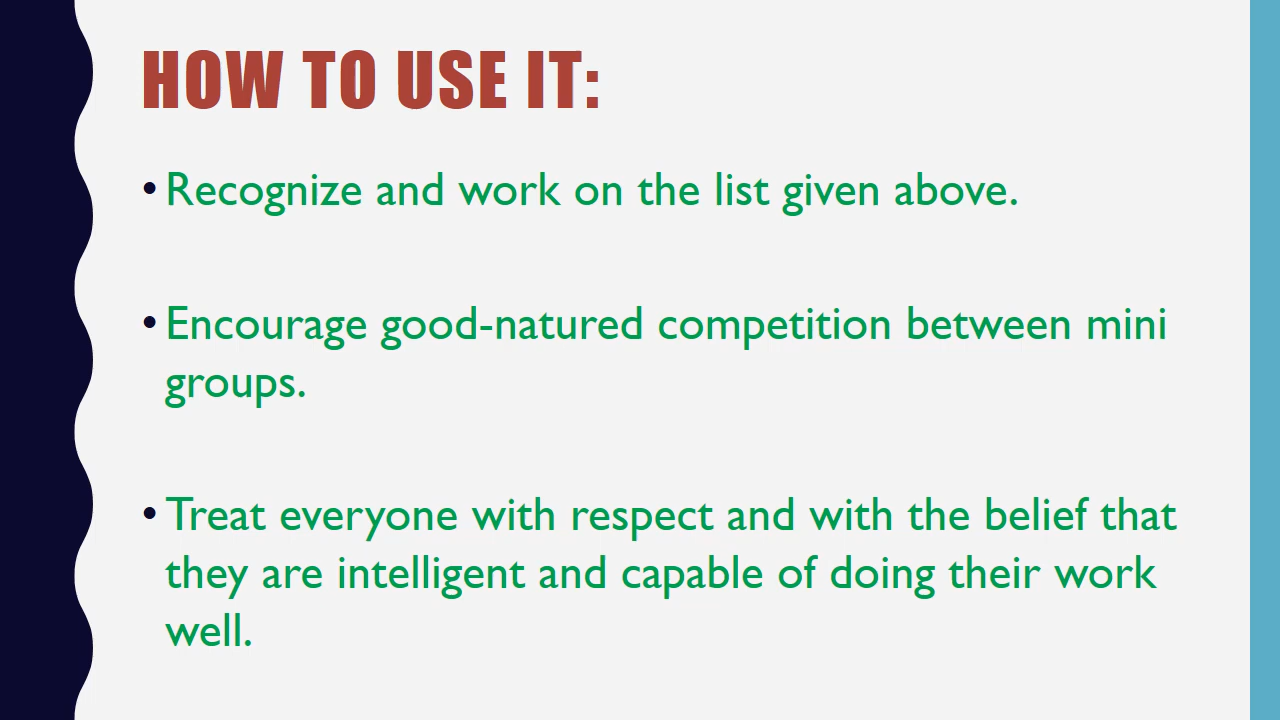 HOW TO USE IT:
• Recognize and work on the list given above.
• Encourage good-natured competition between mini
groups.
• Treat everyone with respect and with the belief that
they are intelligent and capable of doing their work
well.